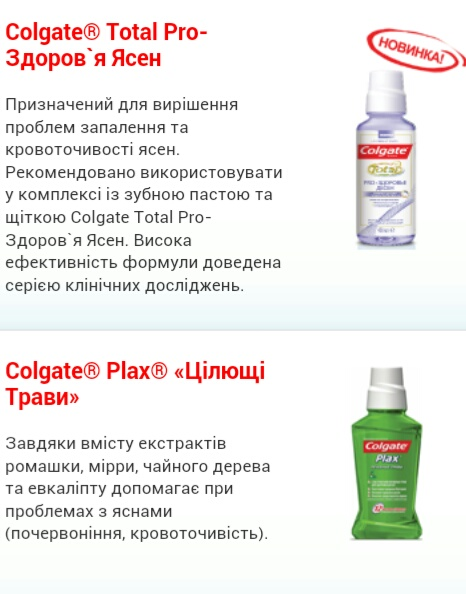 Colgate® Total Pro-
Здоров`я Ясен
НОВИНКА!
Призначений для вирішення
проблем запалення та
кровоточивості ясен.
Рекомендовано використовувати
у комплексі із зубною пастою та
щіткою Colgate Total Pro-
Здоров`я Ясен. Висока
ефективність формули доведена
серією клінічних досліджень.
Colgate
Total
PRO-ЗДОРОВЬЕ
ДЕСЕН
Colgate® Plax® «Цілющі
Трави»
Завдяки вмісту екстрактів
ромашки, мірри, чайного дерева
та евкаліпту допомагає при
проблемах з яснами
(почервоніння, кровоточивість).
Colgate
Plax